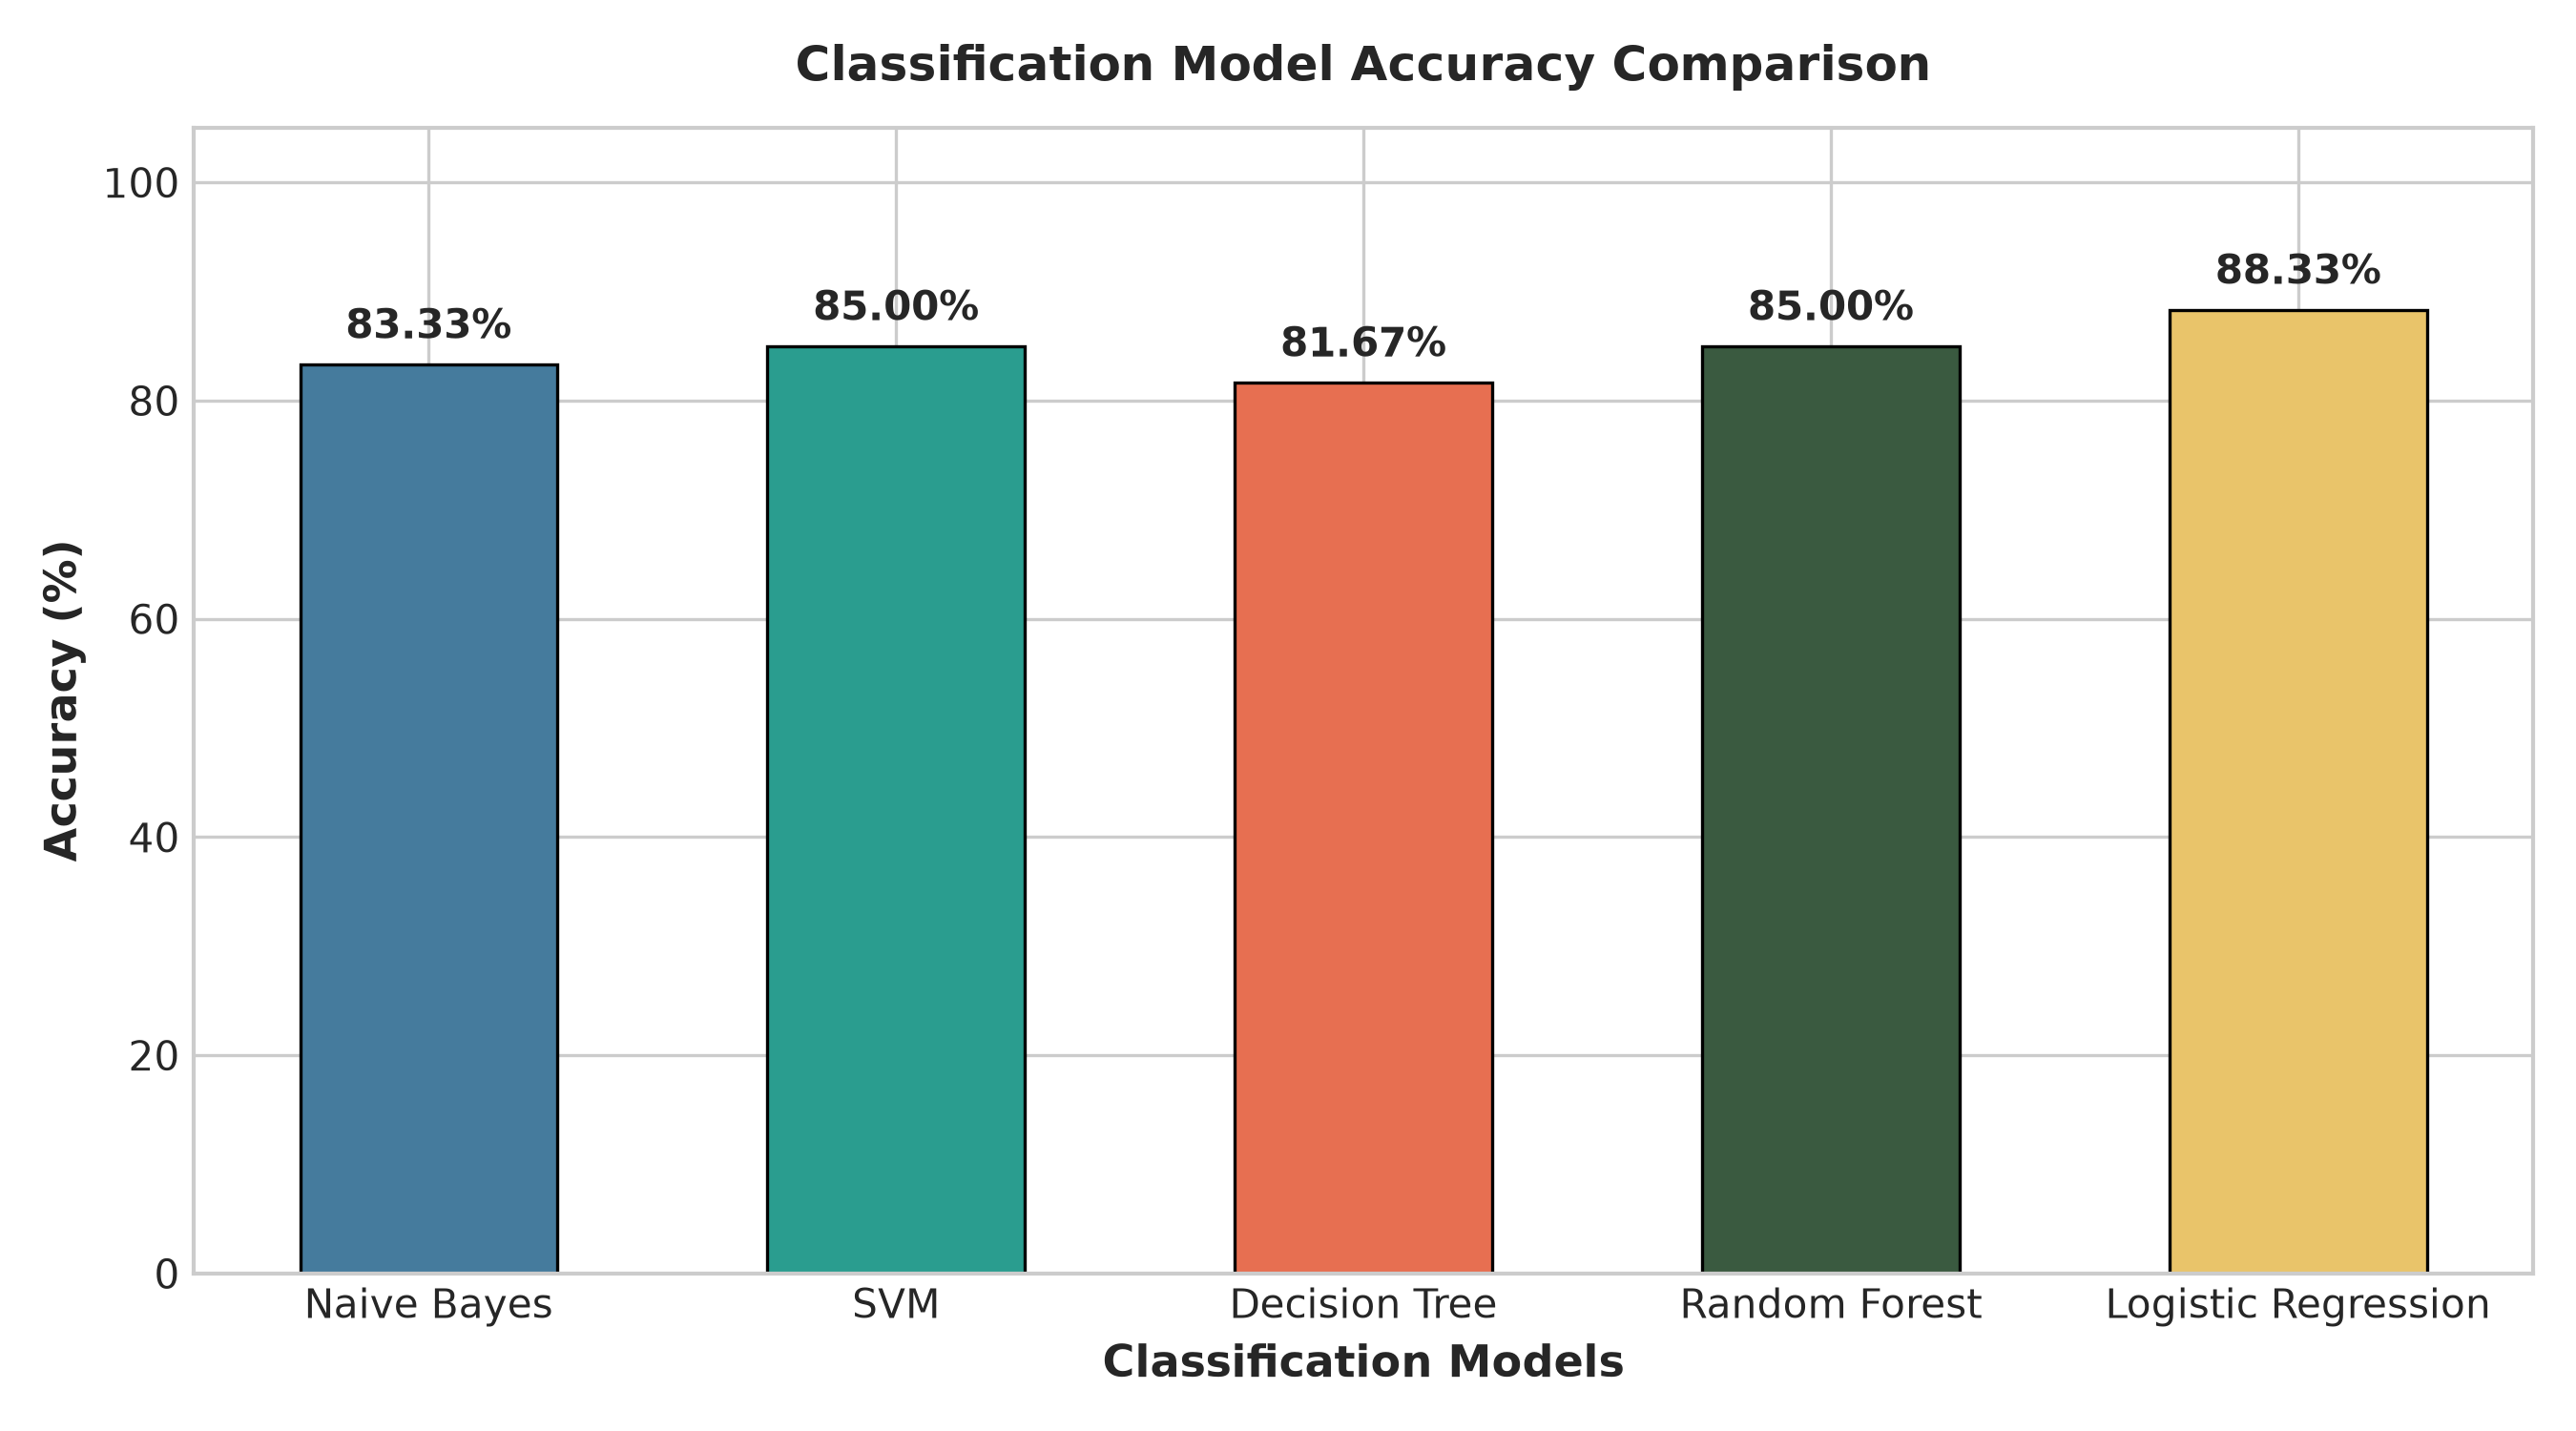 Classification Model Accuracy Comparison
100
80
60
40
20
0
Accuracy (%)
83.33%
85.00%
81.67%
85.00%
88.33%
Naive Bayes
SVM
Decision Tree
Random Forest
Logistic Regression
Classification Models